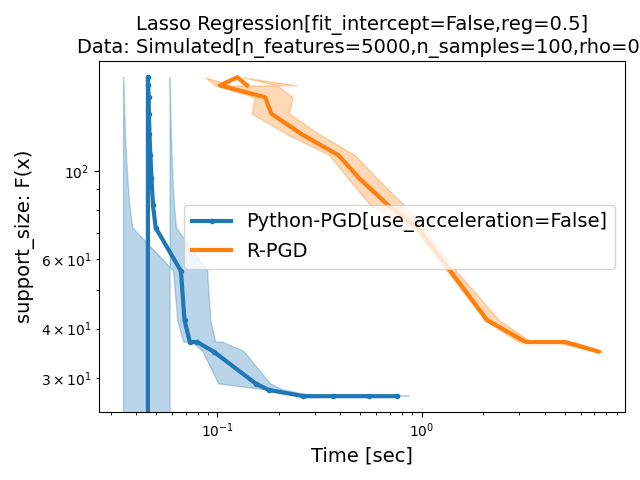 Lasso Regression[fit_intercept=False,reg=0.5]
Data: Simulated[n_features=5000,n_samples=100,rho=0
support_size: F(x)
10²
6 × 10¹
4 × 10¹
3 × 10¹
Python-PGD[use_acceleration=False]
R-PGD
10⁻¹
10⁰
Time [sec]